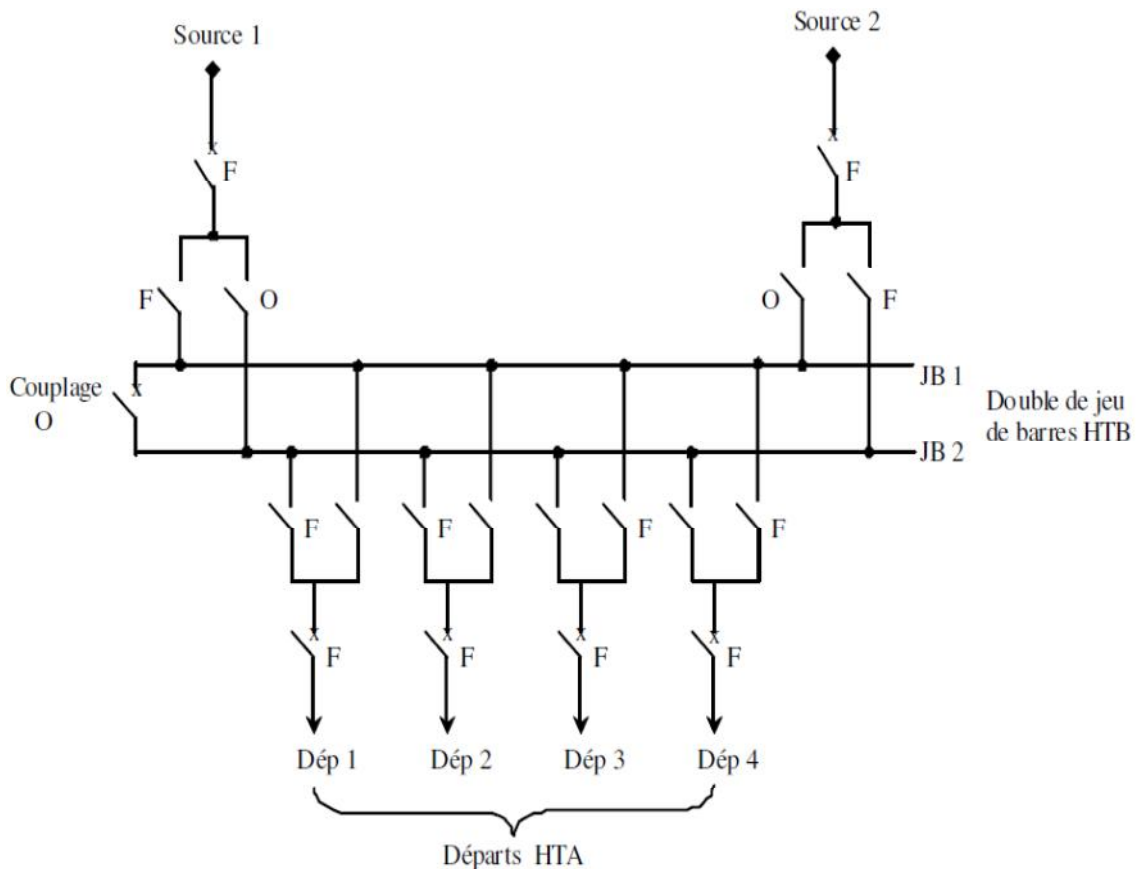 Source 1
Source 2
F
F
F
O
O
F
Couplage
O
JB 1
JB 2
Double de jeu
de barres HTB
F
F
F
F
F
F
F
F
Dép 1
Dép 2
Dép 3
Dép 4
Départs HTA